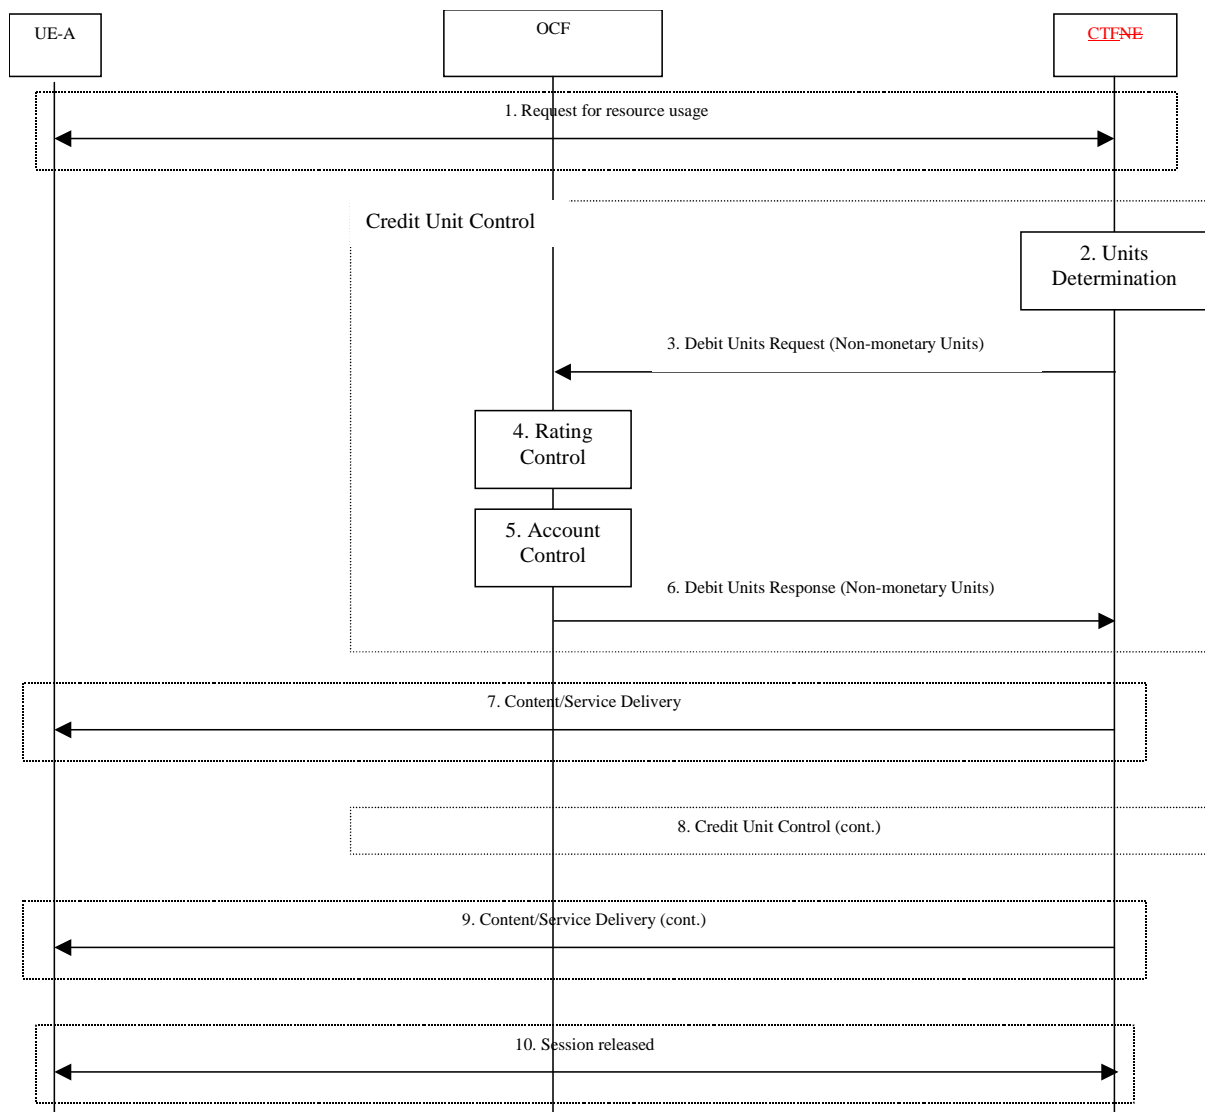 UE-A
OCF
CTFNE
1. Request for resource usage
Credit Unit Control
2. Units
Determination
3. Debit Units Request (Non-monetary Units)
4. Rating
Control
5. Account
Control
6. Debit Units Response (Non-monetary Units)
7. Content/Service Delivery
8. Credit Unit Control (cont.)
9. Content/Service Delivery (cont.)
10. Session released